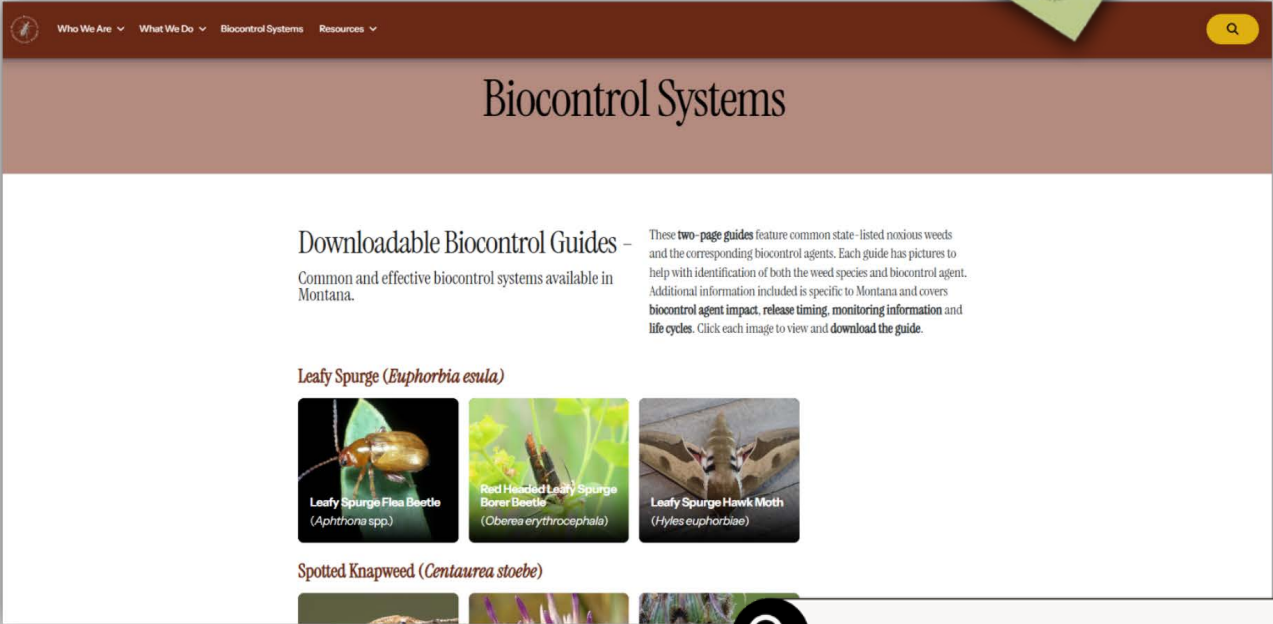 Who We Are
What We Do
Biocontrol Systems
Resources
Biocontrol Systems
Downloadable Biocontrol Guides –
Common and effective biocontrol systems available in
Montana.
These two-page guides feature common state-listed noxious weeds
and the corresponding biocontrol agents. Each guide has pictures to
help with identification of both the weed species and biocontrol agent.
Additional information included is specific to Montana and covers
biocontrol agent impact, release timing, monitoring information and
life cycles. Click each image to view and download the guide.
Leafy Spurge (Euphorbia esula)
Leafy Spurge Flea Beetle
(Aphthona spp.)
Red Headed Leafy Spurge
Borer Beetle
(Oberea erythrocephala)
Leafy Spurge Hawk Moth
(Hyles euphorbiae)
Spotted Knapweed (Centaurea stoebe)